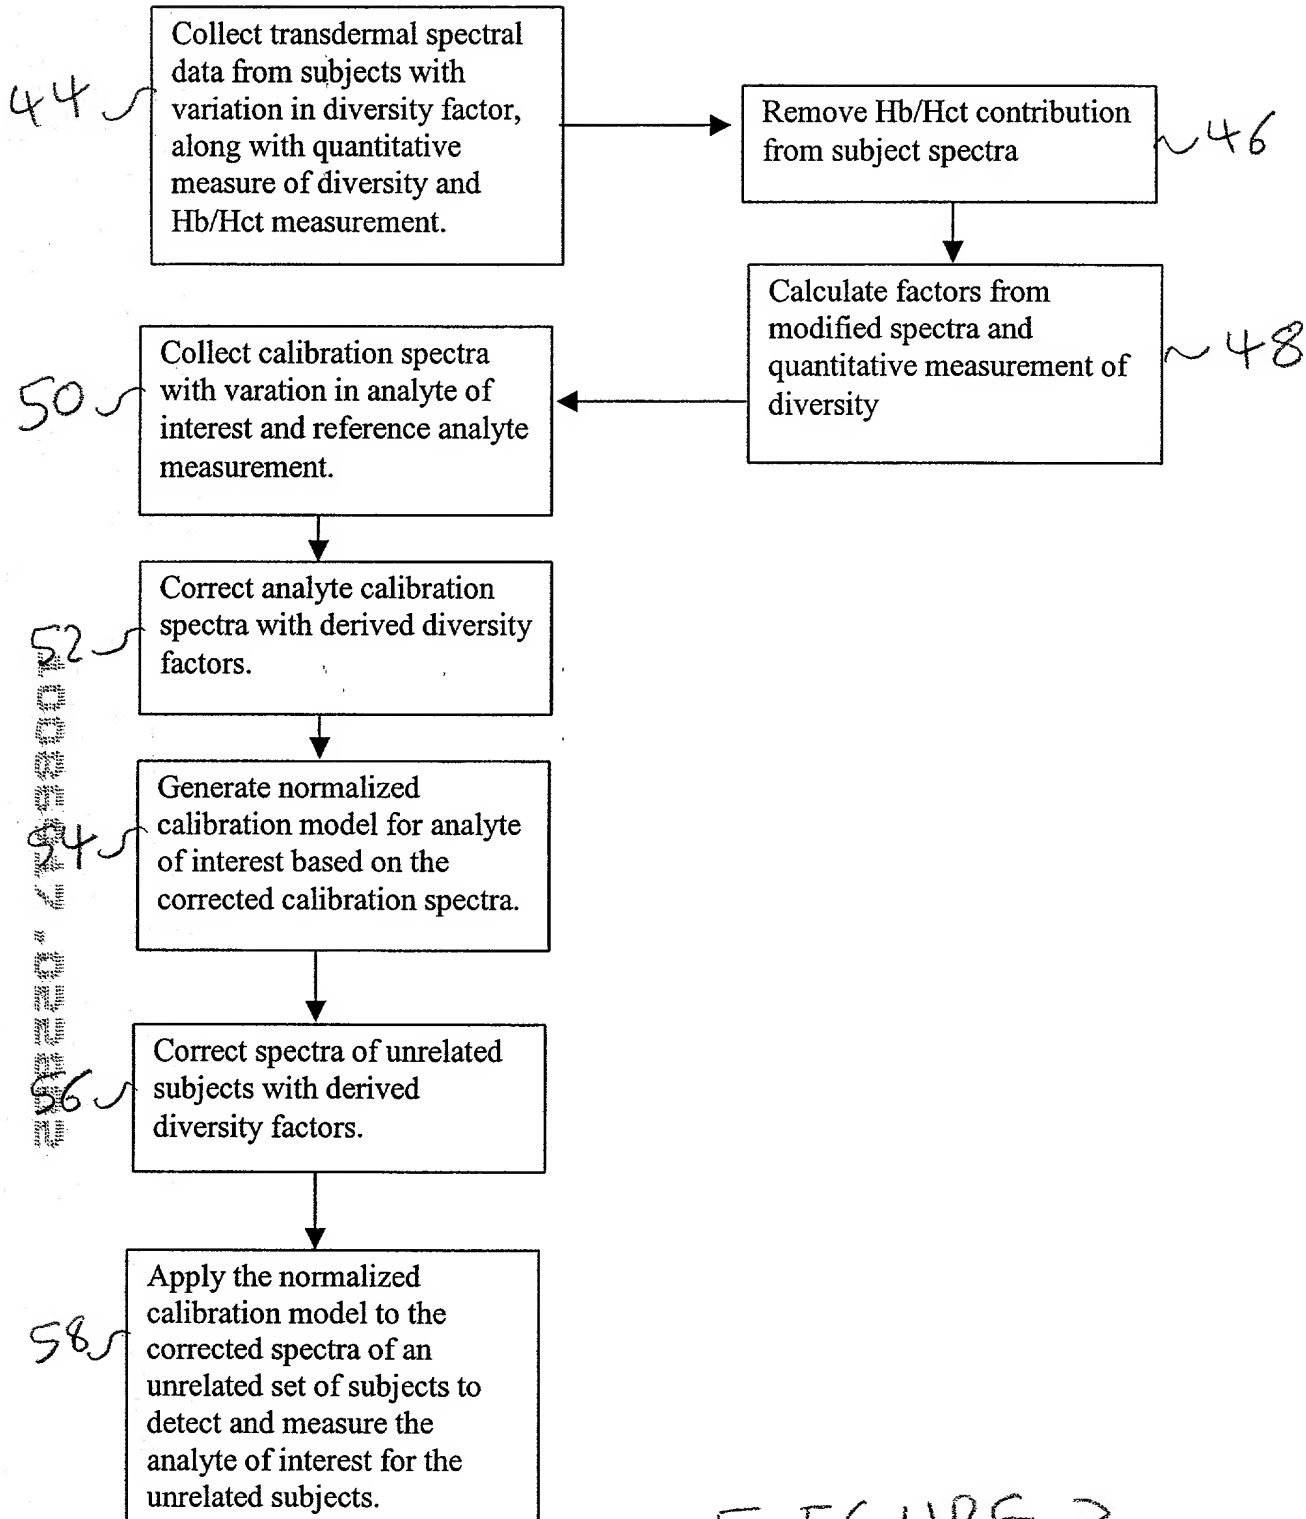 Collect transdermal spectral
data from subjects with
variation in diversity factor,
along with quantitative
measure of diversity and
Hb/Hct measurement.
44
Remove Hb/Hct contribution
from subject spectra
46
Calculate factors from
modified spectra and
quantitative measurement of
diversity
48
Collect calibration spectra
with varation in analyte of
interest and reference analyte
measurement.
50
Correct analyte calibration
spectra with derived diversity
factors.
52
Generate normalized
calibration model for analyte
of interest based on the
corrected calibration spectra.
54
Correct spectra of unrelated
subjects with derived
diversity factors.
56
Apply the normalized
calibration model to the
corrected spectra of an
unrelated set of subjects to
detect and measure the
analyte of interest for the
unrelated subjects.
58
FIGURE